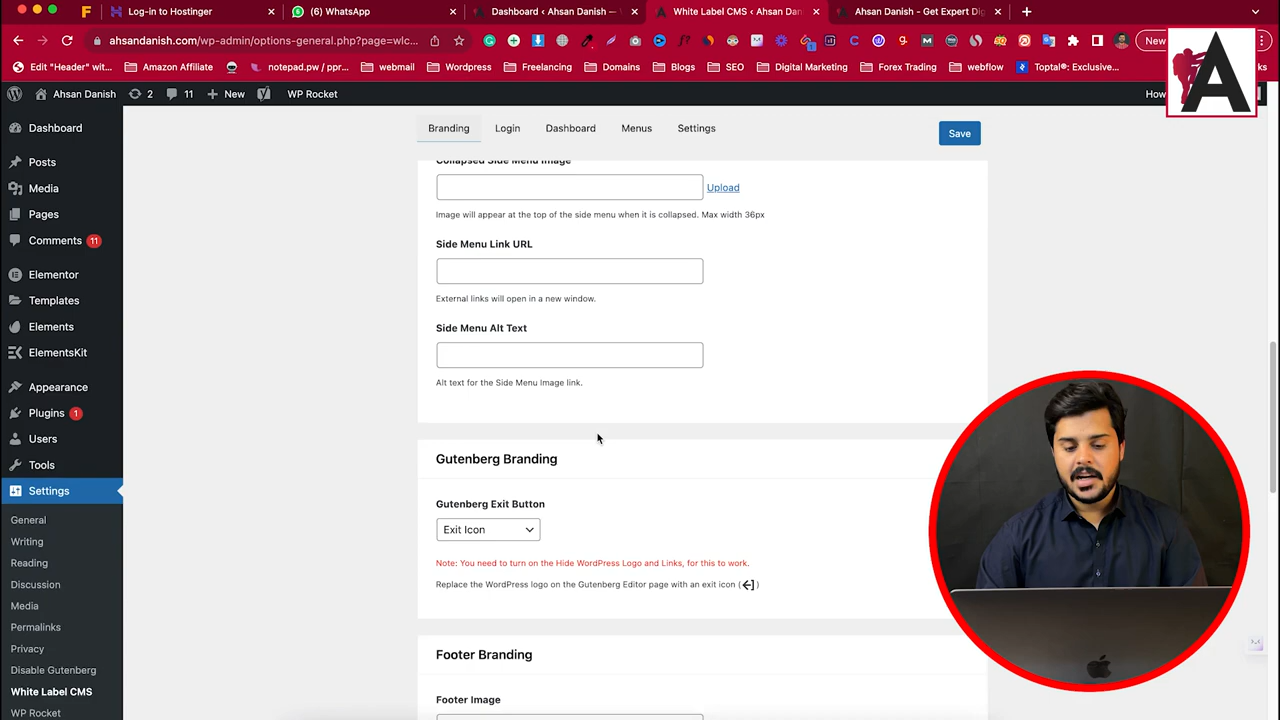 Log-in to Hostinger
(6) WhatsApp
Dashboard ‹ Ahsan Danish —
White Label CMS ‹ Ahsan Dan
Ahsan Danish - Get Expert Dig
ahsandanish.com/wp-admin/options-general.php?page=wlc...
New
Edit "Header" wit...
Amazon Affiliate
notepad.pw / ppr...
webmail
Wordpress
Freelancing
Domains
Blogs
SEO
Digital Marketing
Forex Trading
webflow
Toptal®: Exclusive...
A
Ahsan Danish
2
11
New
WP Rocket
How
Dashboard
Posts
Media
Pages
Comments 11
Elementor
Templates
Elements
ElementsKit
Appearance
Plugins 1
Users
Tools
Settings
General
Writing
Reading
Discussion
Media
Permalinks
Privacy
Disable Gutenberg
White Label CMS
WP Rocket
Branding
Login
Dashboard
Menus
Settings
Save
Collapsed Side Menu Image
Upload
Image will appear at the top of the side menu when it is collapsed. Max width 36px
Side Menu Link URL
External links will open in a new window.
Side Menu Alt Text
Alt text for the Side Menu Image link.
Gutenberg Branding
Gutenberg Exit Button
Exit Icon
Note: You need to turn on the Hide WordPress Logo and Links, for this to work.
Replace the WordPress logo on the Gutenberg Editor page with an exit icon ( )
Footer Branding
Footer Image